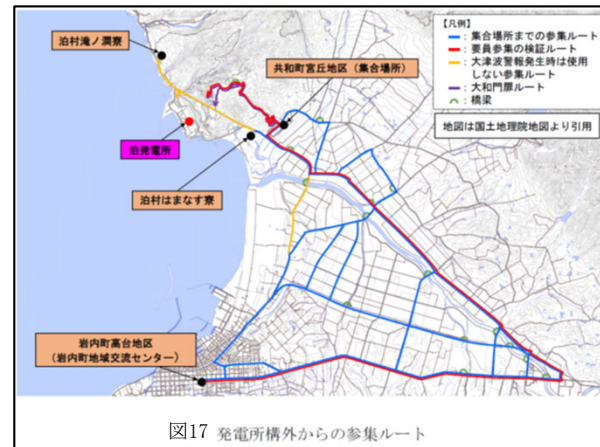 泊村滝ノ澗寮
共和町宮丘地区（集合場所）
【凡例】
：集合場所までの参集ルート
：要員参集の検証ルート
：大津波警報発生時は使用
しない参集ルート
：大和門扉ルート
：橋梁
地図は国土地理院地図より引用
泊発電所
泊村はまなす寮
岩内町高台地区
（岩内町地域交流センター）
図17 発電所構外からの参集ルート